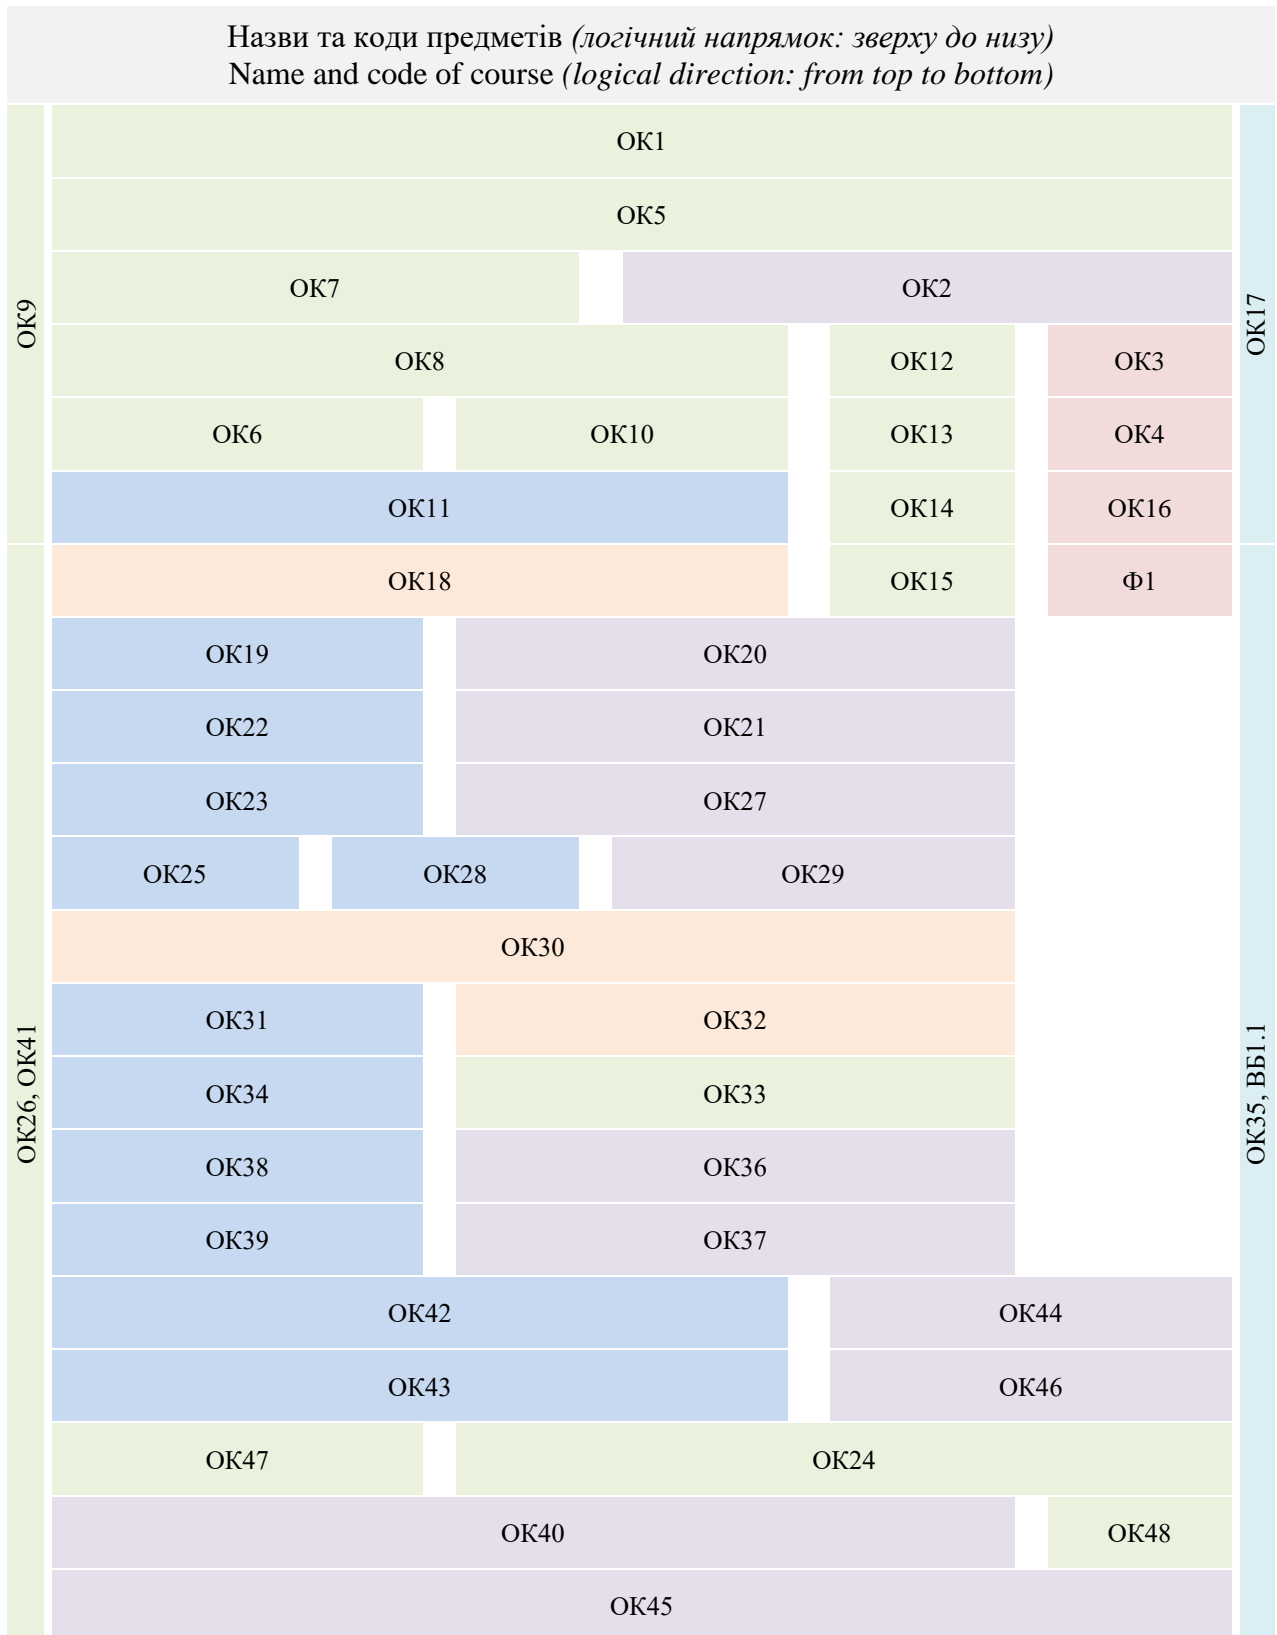 Назви та коди предметів (логічний напрямок: зверху до низу)
Name and code of course (logical direction: from top to bottom)
ОК9
ОК17
ОК1
ОК5
ОК7
ОК2
ОК8
ОК12
ОК3
ОК6
ОК10
ОК13
ОК4
ОК11
ОК14
ОК16
ОК26, ОК41
ОК35, ВБ1.1
ОК18
ОК15
Ф1
ОК19
ОК20
ОК22
ОК21
ОК23
ОК27
ОК25
ОК28
ОК29
ОК30
ОК31
ОК32
ОК34
ОК33
ОК38
ОК36
ОК39
ОК37
ОК42
ОК44
ОК43
ОК46
ОК47
ОК24
ОК40
ОК48
ОК45